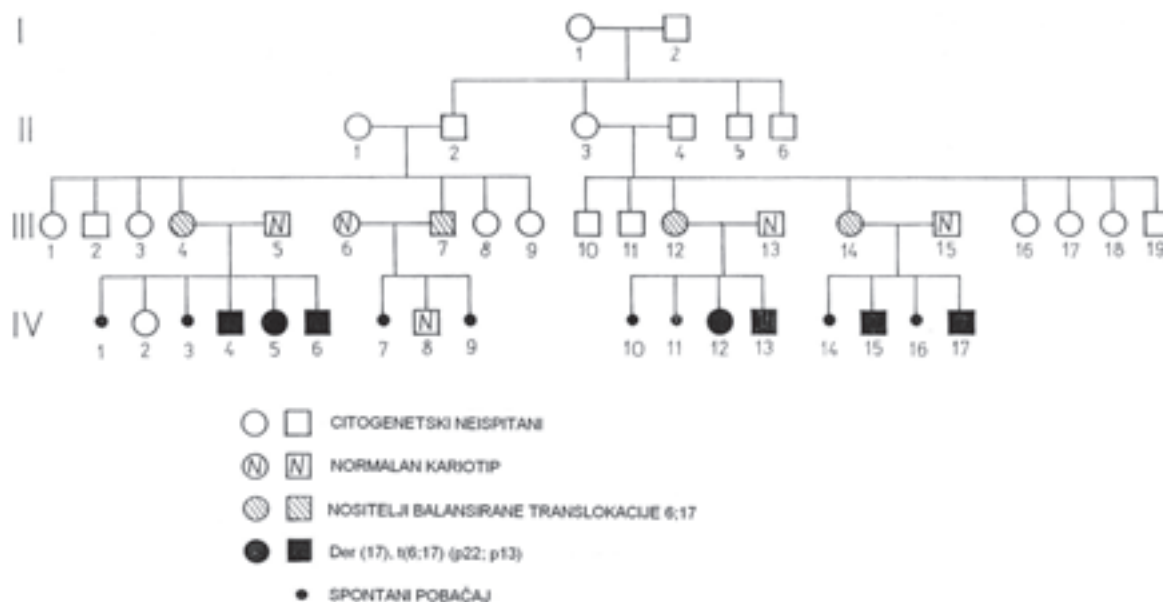 I
1 2
II
1 2 3 4 5 6
III
N N N N
1 2 3 4 5 6 7 8 9 10 11 12 13 14 15 16 17 18 19
IV
N
1 2 3 4 5 6 7 8 9 10 11 12 13 14 15 16 17
CITOGENETSKI NEISPITANI
N N NORMALAN KARIOTIP
NOSITELJI BALANSIRANE TRANSLOKACIJE 6;17
Der (17), t(6;17) (p22; p13)
SPONTANI POBAČAJ